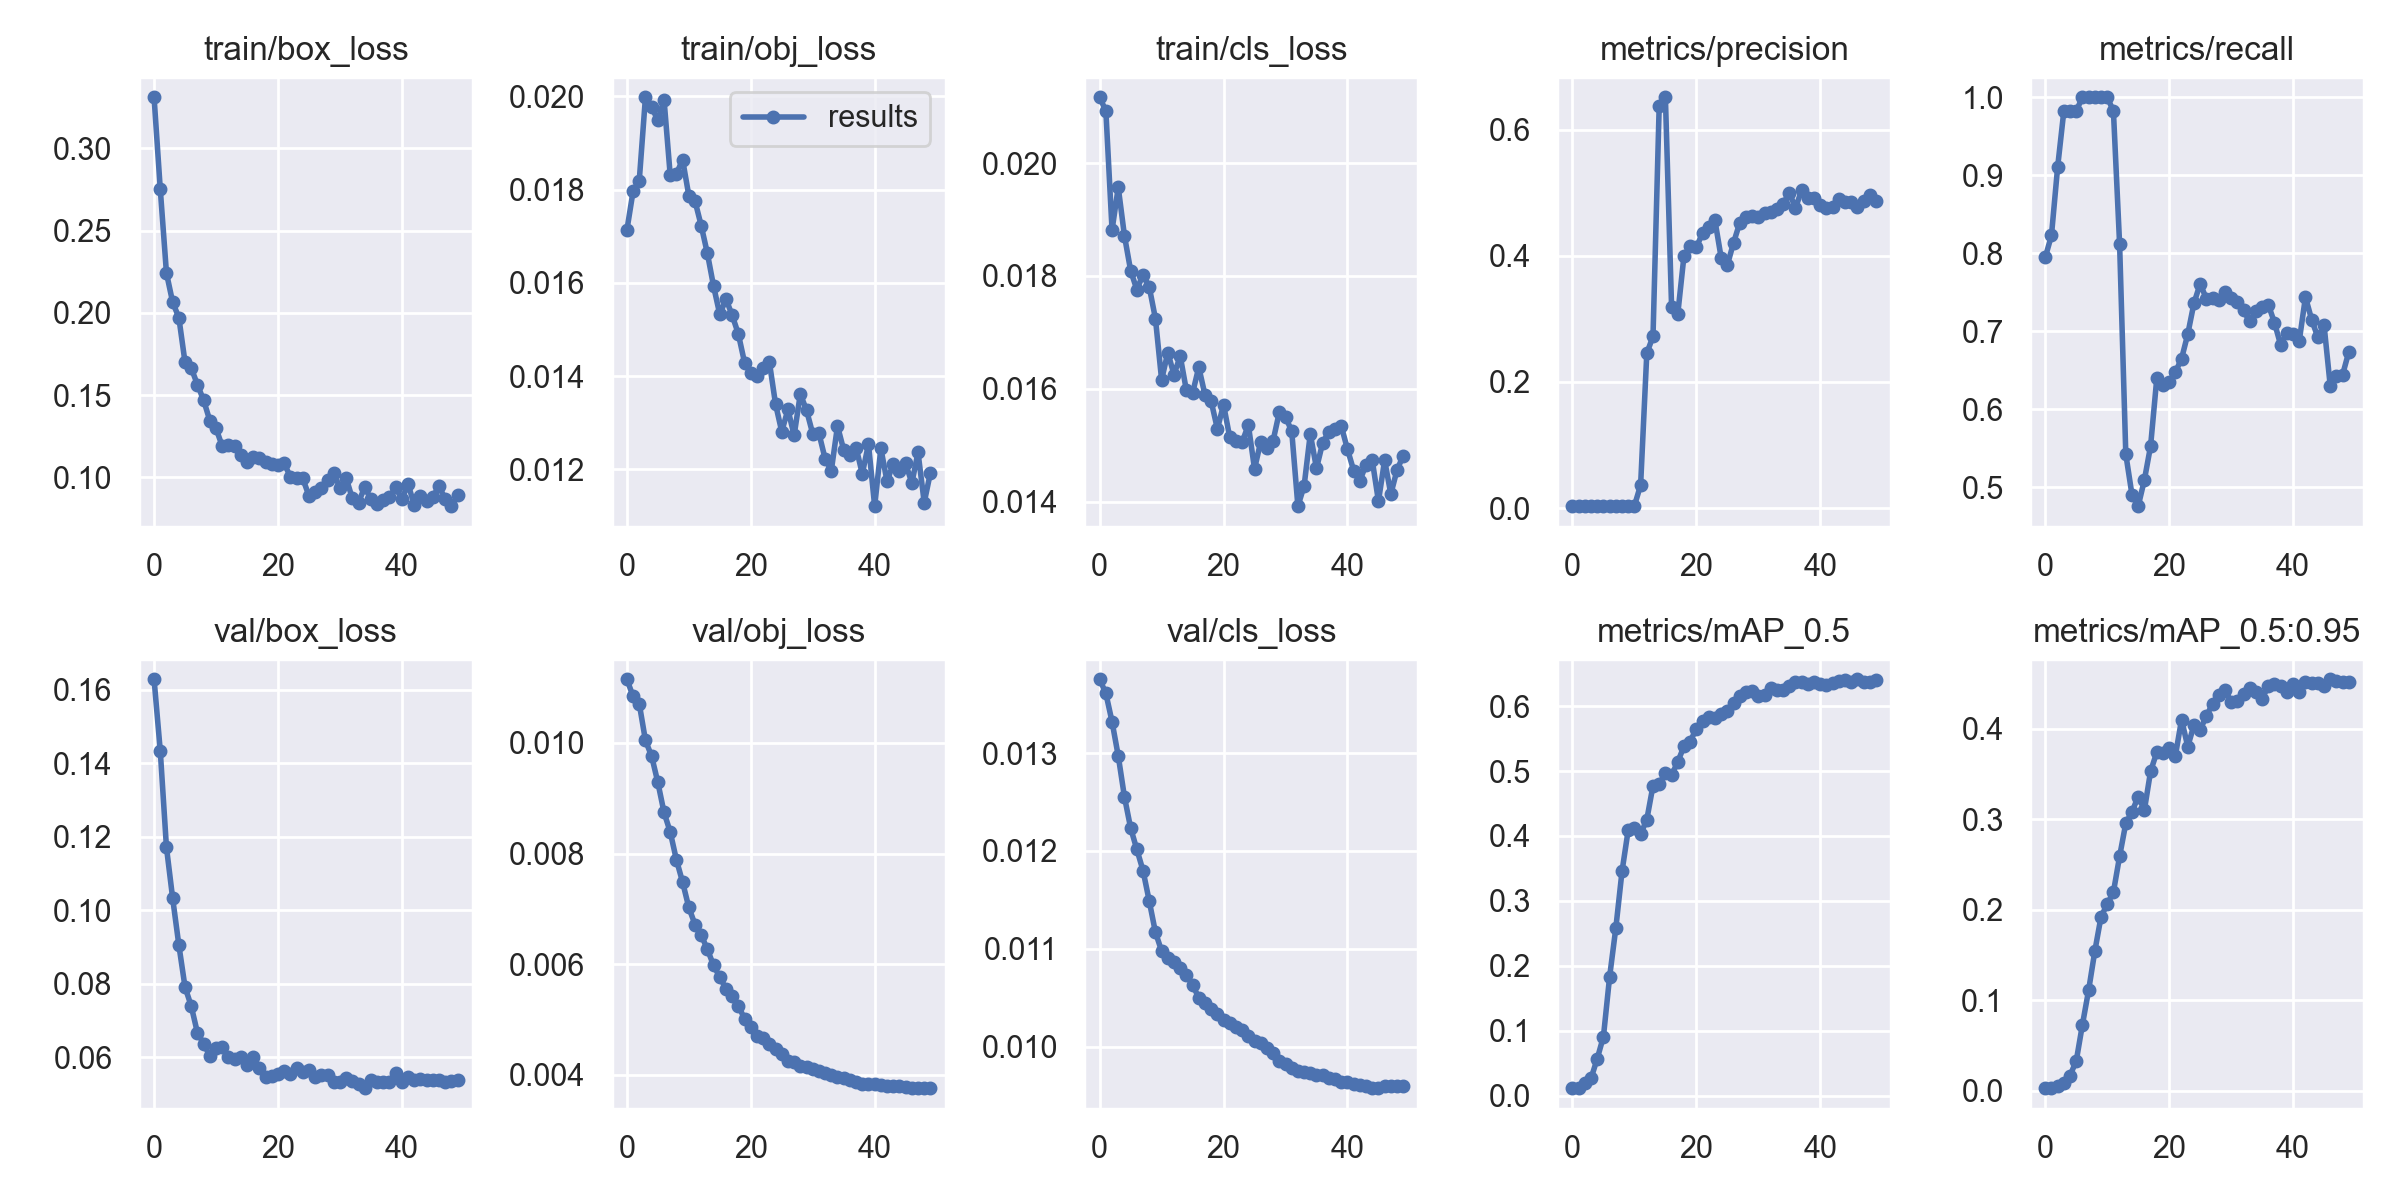 train/box_loss
0.30
0.25
0.20
0.15
0.10
0 20 40
train/obj_loss
results
0.020
0.018
0.016
0.014
0.012
0 20 40
train/cls_loss
0.020
0.018
0.016
0.014
0 20 40
metrics/precision
0.6
0.4
0.2
0.0
0 20 40
metrics/recall
1.0
0.9
0.8
0.7
0.6
0.5
0 20 40
val/box_loss
0.16
0.14
0.12
0.10
0.08
0.06
0 20 40
val/obj_loss
0.010
0.008
0.006
0.004
0 20 40
val/cls_loss
0.013
0.012
0.011
0.010
0 20 40
metrics/mAP_0.5
0.6
0.5
0.4
0.3
0.2
0.1
0.0
0 20 40
metrics/mAP_0.5:0.95
0.4
0.3
0.2
0.1
0.0
0 20 40